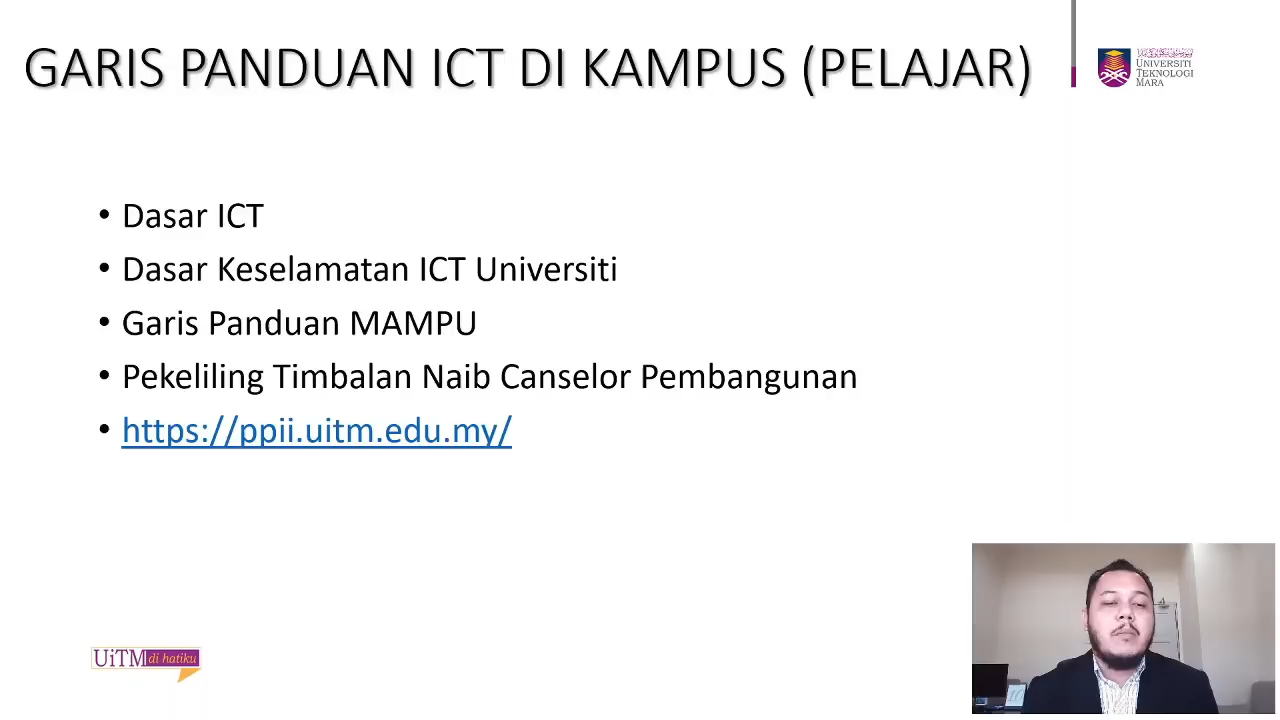 GARIS PANDUAN ICT DI KAMPUS (PELAJAR)
UNIVERSITI
TEKNOLOGI
MARA
• Dasar ICT
• Dasar Keselamatan ICT Universiti
• Garis Panduan MAMPU
• Pekeliling Timbalan Naib Canselor Pembangunan
• https://ppii.uitm.edu.my/
UiTM di hatiku